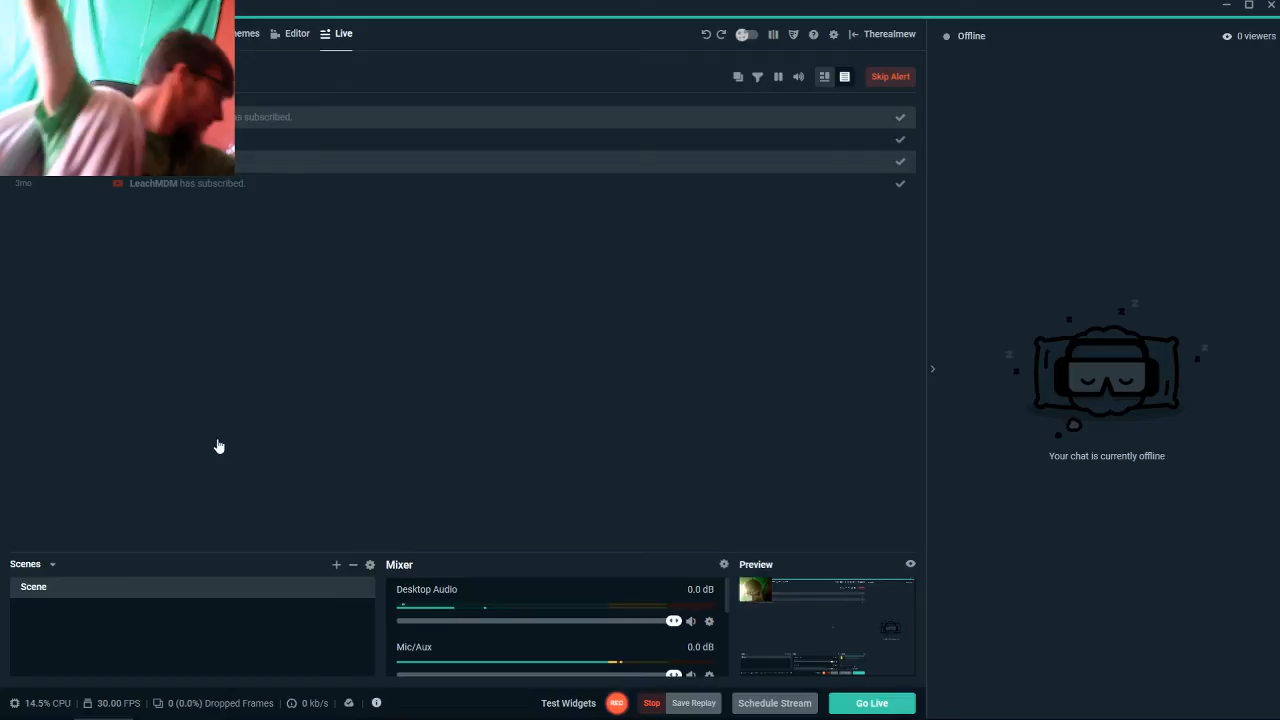 emes Editor Live Therealmew
Offline 0 viewers
Skip Alert
as subscribed.
3mo LeachMDM has subscribed.
Your chat is currently offline
Scenes
Scene
Mixer
Desktop Audio 0.0 dB
Mic/Aux 0.0 dB
Preview
14.5% CPU 30.00 FPS 0 (0.0%) Dropped Frames 0 kb/s Test Widgets REC Stop Save Replay Schedule Stream Go Live